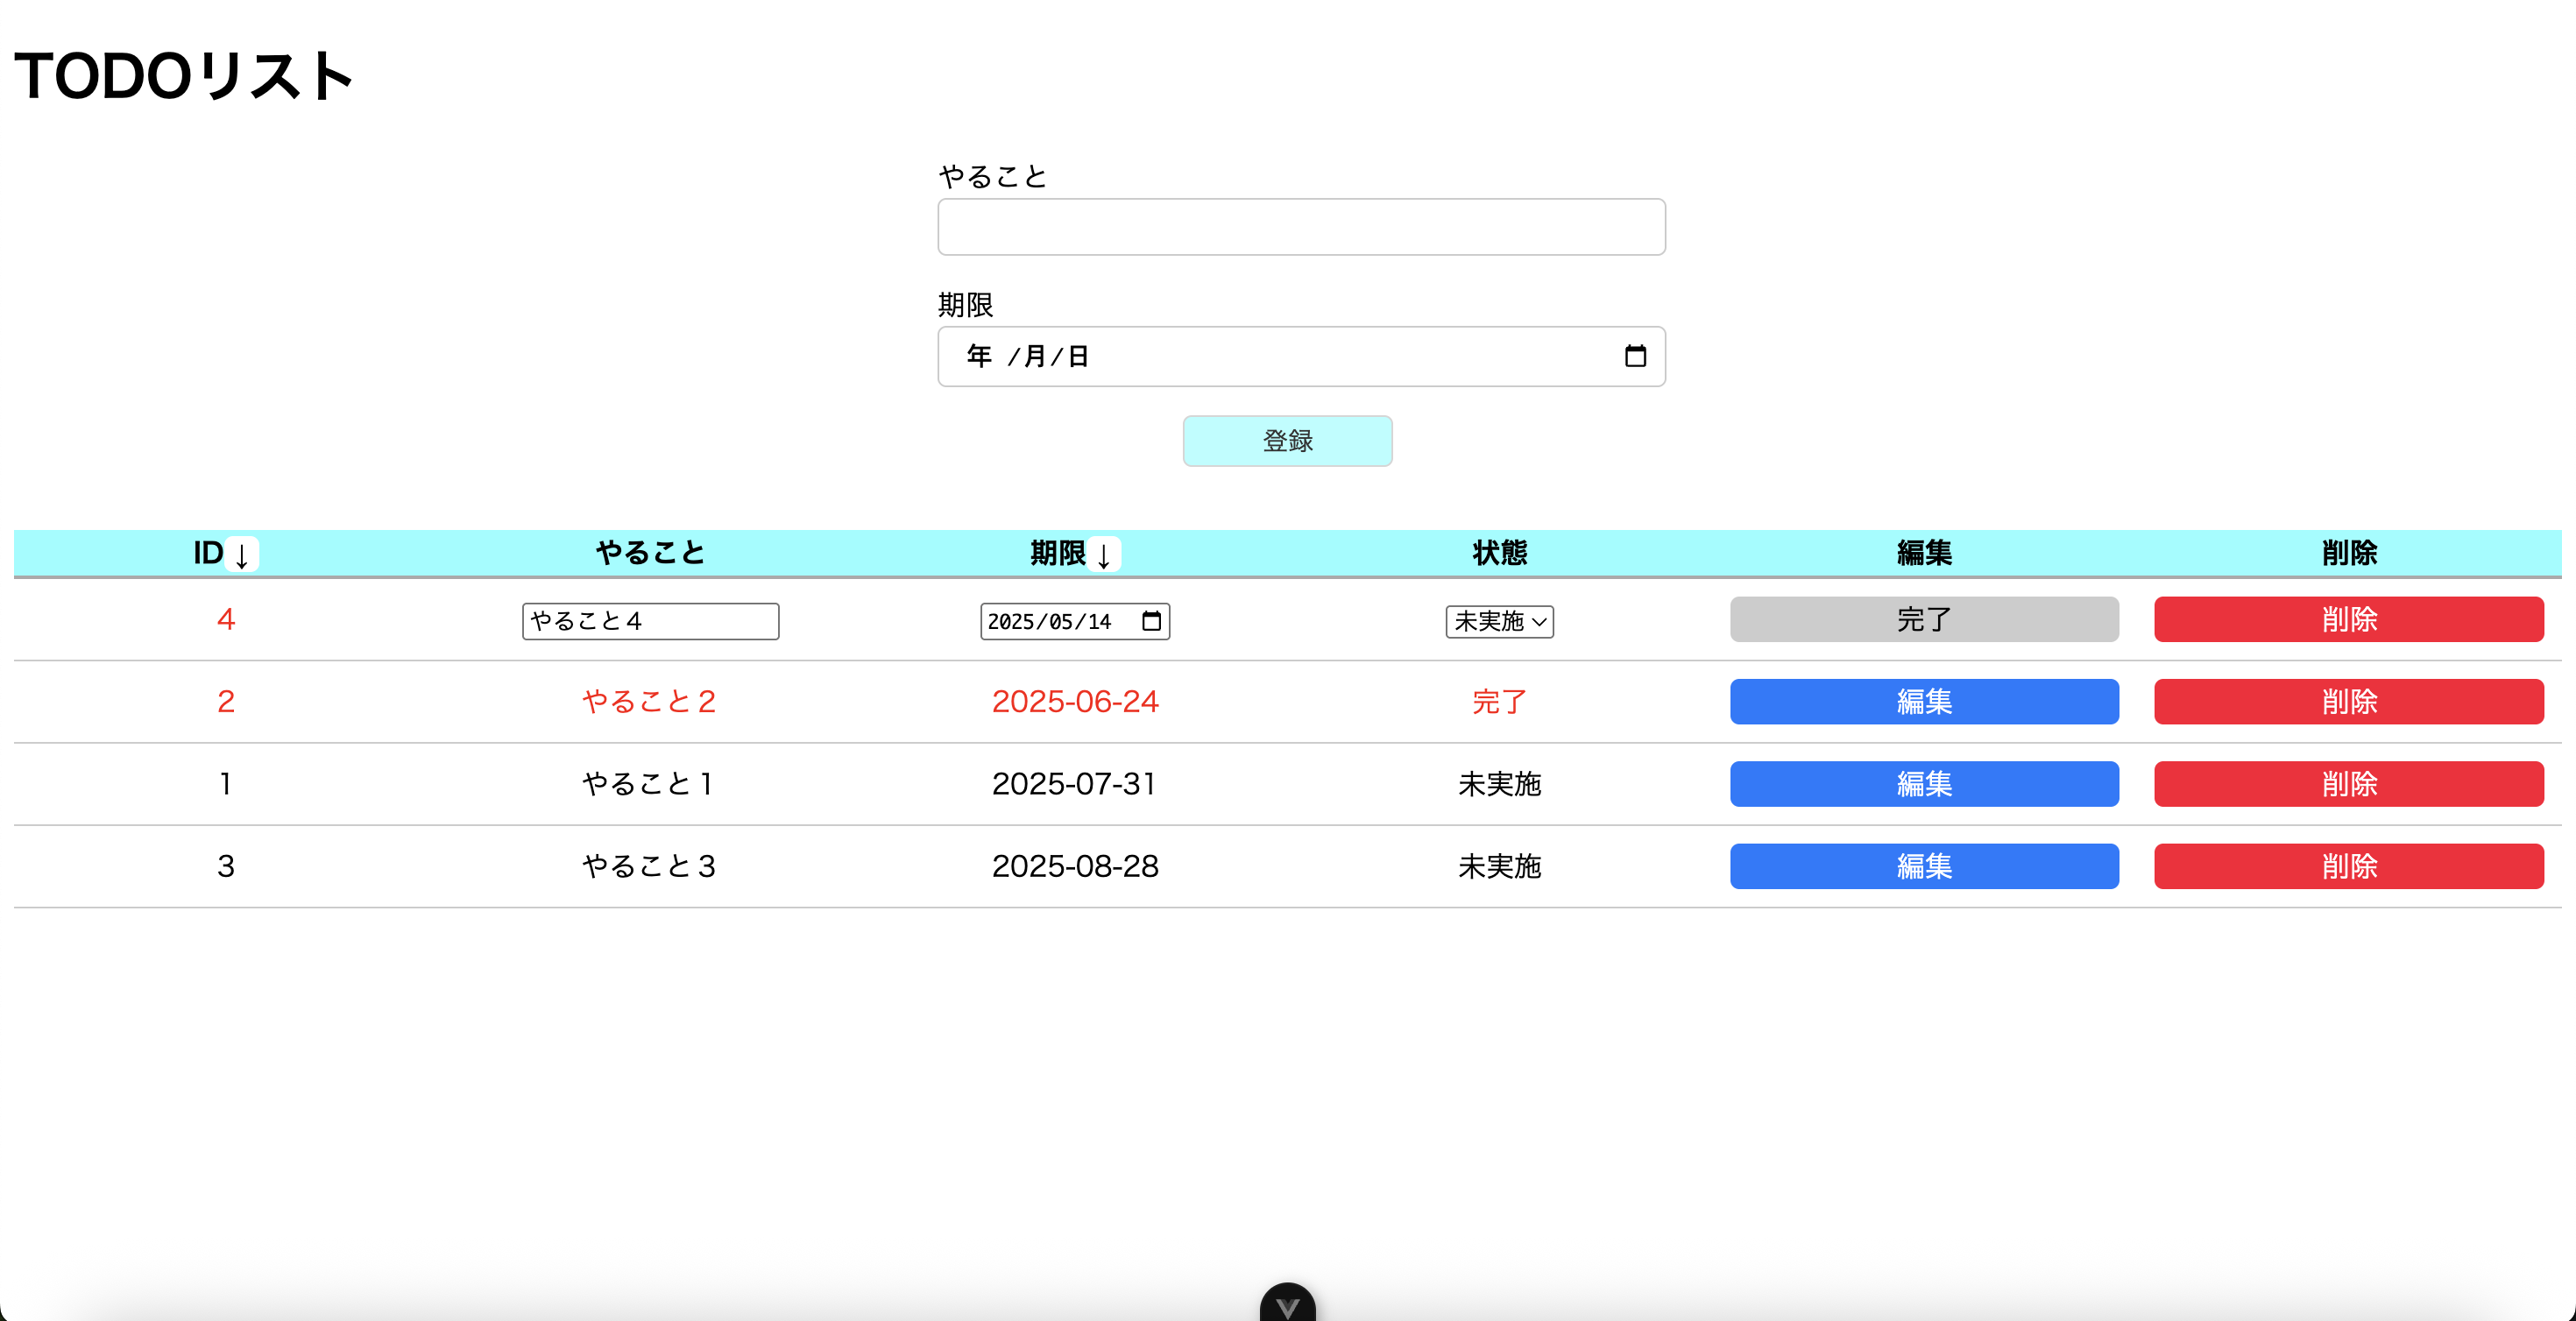 TODOリスト
やること
期限
年 /月/日
登録
ID↓ やること 期限↓ 状態 編集 削除
4 やること４ 2025/05/14 未実施 完了 削除
2 やること２ 2025-06-24 完了 編集 削除
1 やること１ 2025-07-31 未実施 編集 削除
3 やること３ 2025-08-28 未実施 編集 削除